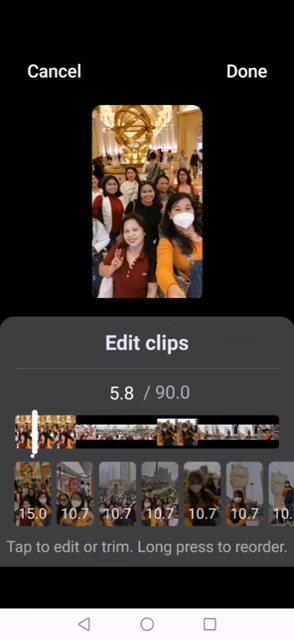 Cancel Done
Edit clips
5.8 / 90.0
15.0 10.7 10.7 10.7 10.7 10.7 10.
Tap to edit or trim. Long press to reorder.